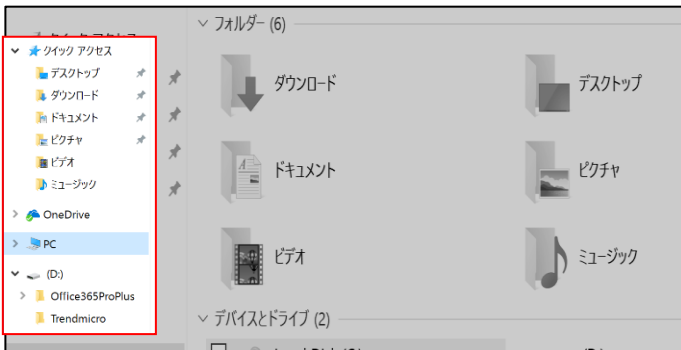 クイック アクセス
デスクトップ
ダウンロード
ドキュメント
ピクチャ
ビデオ
ミュージック
OneDrive
PC
(D:)
Office365ProPlus
Trendmicro
フォルダー (6)
ダウンロード
デスクトップ
ドキュメント
ピクチャ
ビデオ
ミュージック
デバイスとドライブ (2)